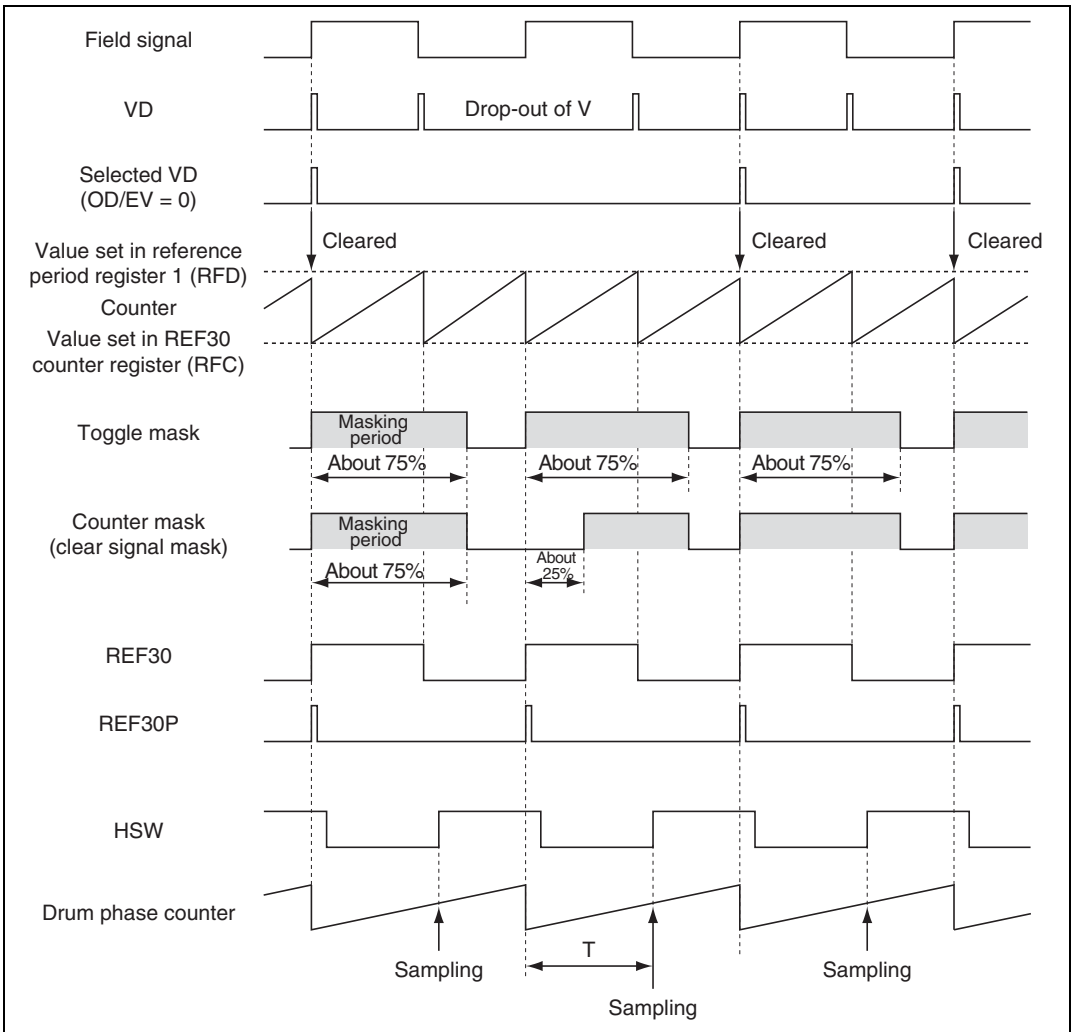 Field signal
VD
Drop-out of V
Selected VD
(OD/EV = 0)
Cleared
Cleared
Cleared
Value set in reference
period register 1 (RFD)
Counter
Value set in REF30
counter register (RFC)
Toggle mask
Masking
period
About 75%
About 75%
About 75%
Counter mask
(clear signal mask)
Masking
period
About 75%
About
25%
REF30
REF30P
HSW
Drum phase counter
T
Sampling
Sampling
Sampling